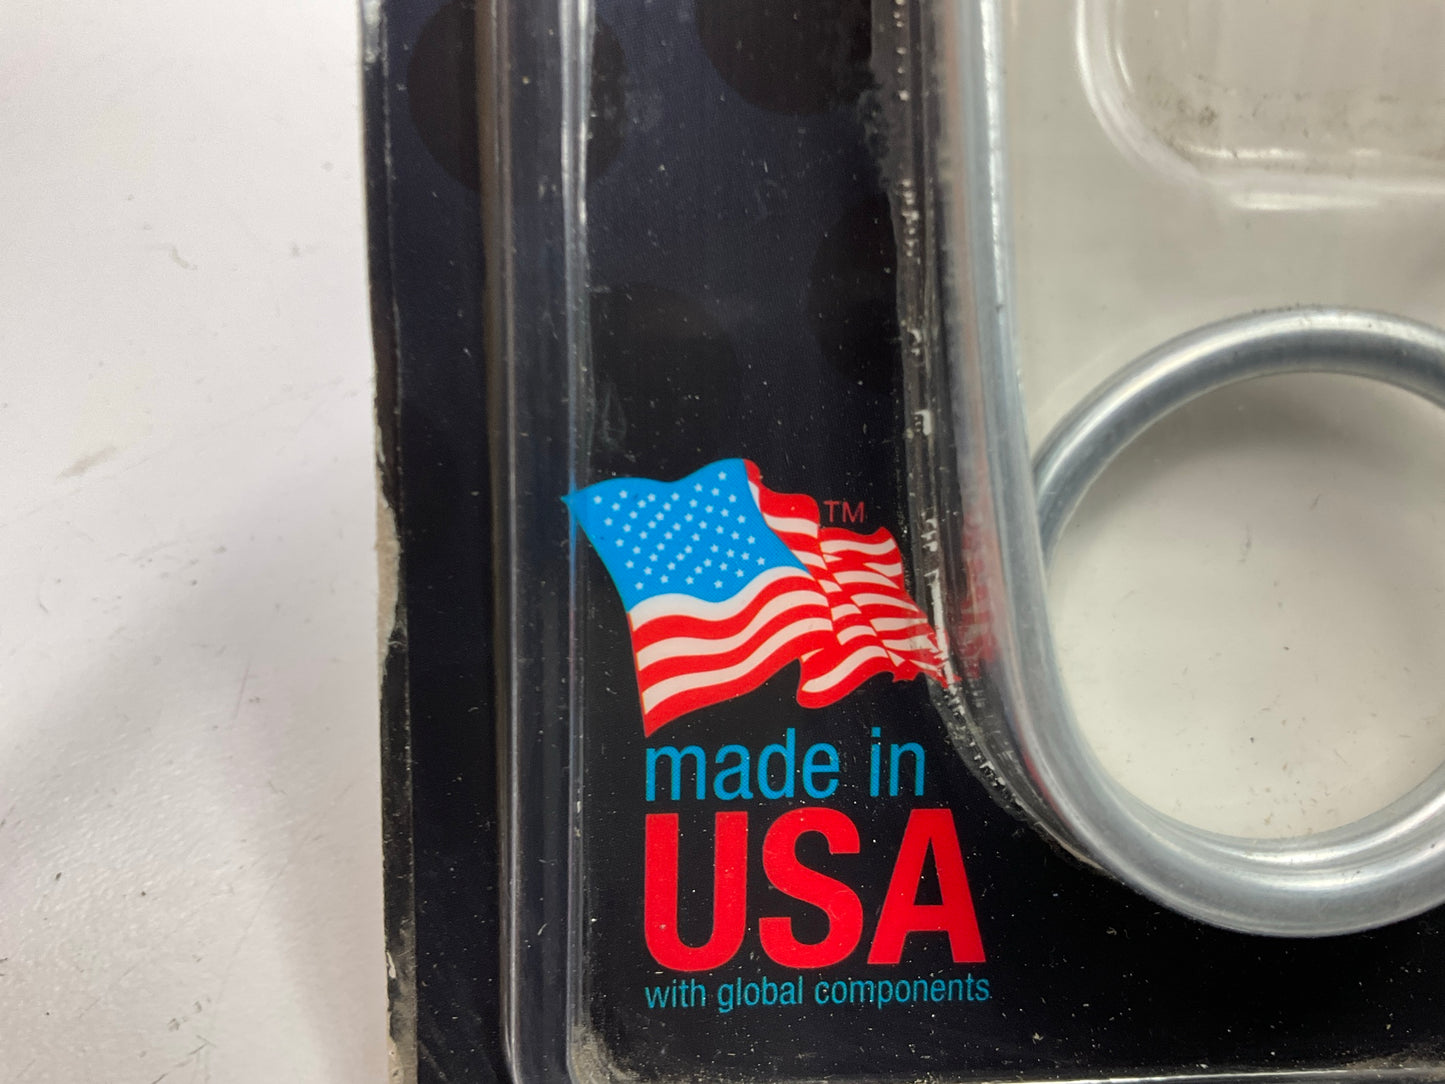 TM
made in
USA
with global components